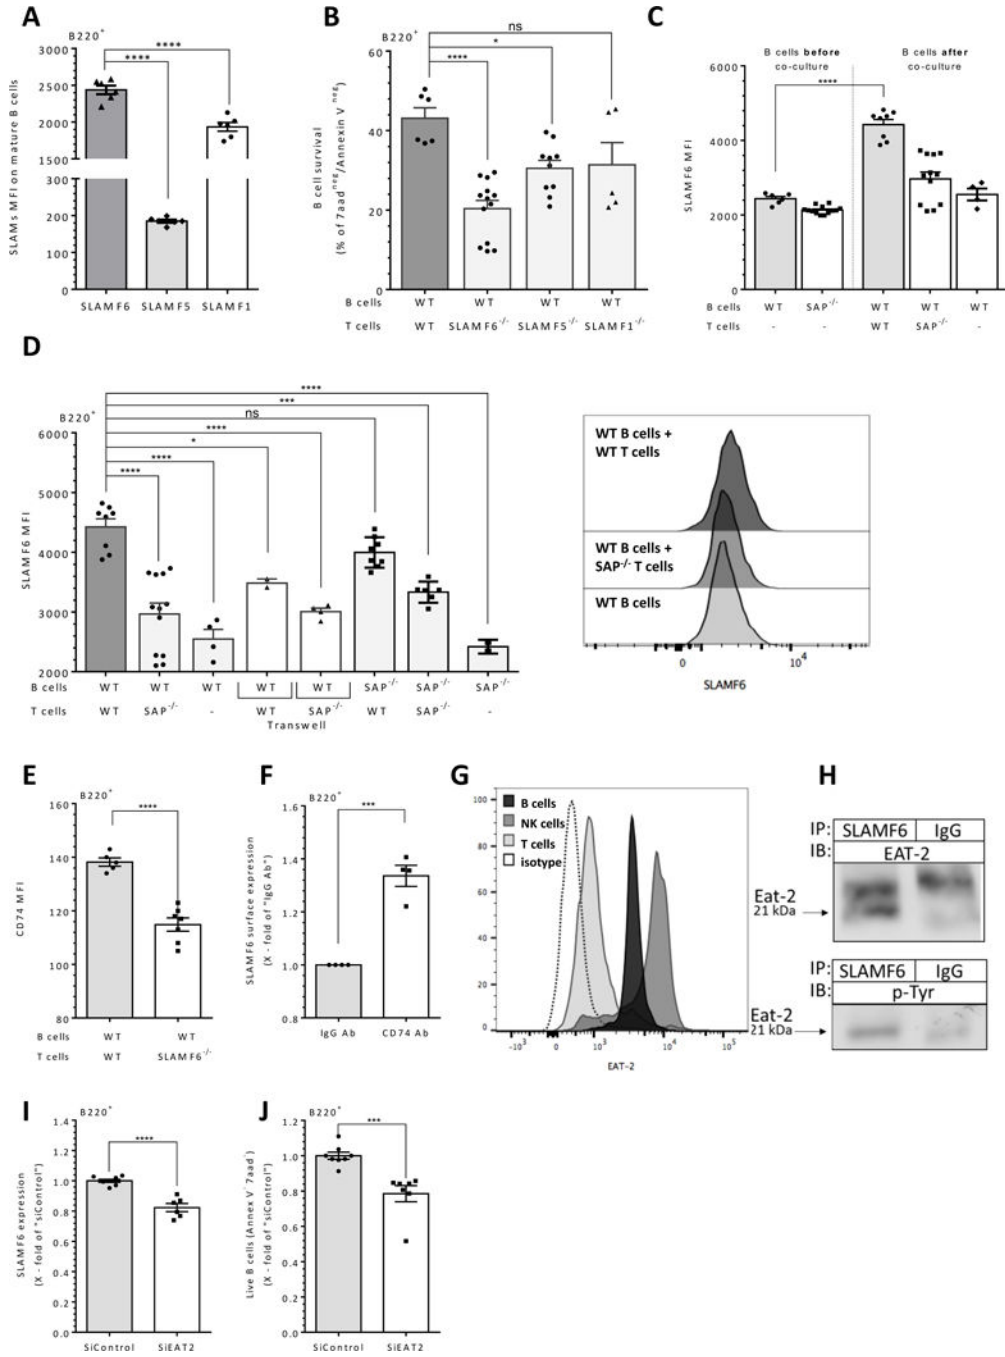 A
B220⁺
****
****
SLAMs MFI on mature B cells
3000
2500
2000
1500
300
200
100
0
SLAMF6 SLAMF5 SLAMF1
B
B220⁺
ns
*
****
B cell survival
(% of 7aad^neg/Annexin V^neg)
60
40
20
0
B cells WT WT WT WT
T cells WT SLAMF6⁻/⁻ SLAMF5⁻/⁻ SLAMF1⁻/⁻
C
B cells before
co-culture
B cells after
co-culture
****
SLAMF6 MFI
6000
4000
2000
0
B cells WT SAP⁻/⁻ WT WT WT
T cells - - WT SAP⁻/⁻ -
D
B220⁺
****
***
ns
****
*
****
****
SLAMF6 MFI
6000
5000
4000
3000
2000
B cells WT WT WT WT WT SAP⁻/⁻ SAP⁻/⁻ SAP⁻/⁻
T cells WT SAP⁻/⁻ - WT SAP⁻/⁻ WT SAP⁻/⁻ -
Transwell
WT B cells +
WT T cells
WT B cells +
SAP⁻/⁻ T cells
WT B cells
0 10⁴
SLAMF6
E
B220⁺
****
CD74 MFI
160
140
120
100
80
B cells WT WT
T cells WT SLAMF6⁻/⁻
F
B220⁺
***
SLAMF6 surface expression
(X - fold of "IgG Ab")
1.6
1.4
1.2
1.0
0.8
IgG Ab CD74 Ab
G
B cells
NK cells
T cells
isotype
100
80
60
40
20
0
-10³ 0 10³ 10⁴ 10⁵
EAT-2
H
IP: SLAMF6 IgG
IB: EAT-2
Eat-2
21 kDa
IP: SLAMF6 IgG
IB: p-Tyr
Eat-2
21 kDa
I
B220⁺
****
SLAMF6 expression
(X - fold of "siControl")
1.4
1.2
1.0
0.8
0.6
0.4
0.2
0.0
SiControl SiEAT2
J
B220⁺
***
Live B cells (Annex V⁻ 7aad⁻)
(X - fold of "siControl")
1.2
1.0
0.8
0.6
0.4
0.2
0.0
SiControl SiEAT2